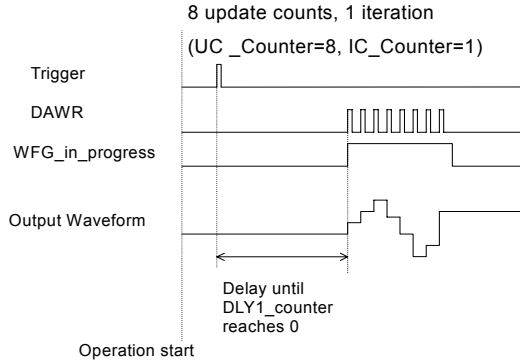 8 update counts, 1 iteration
(UC _Counter=8, IC_Counter=1)
Trigger
DAWR
WFG_in_progress
Output Waveform
Delay until
DLY1_counter
reaches 0
Operation start